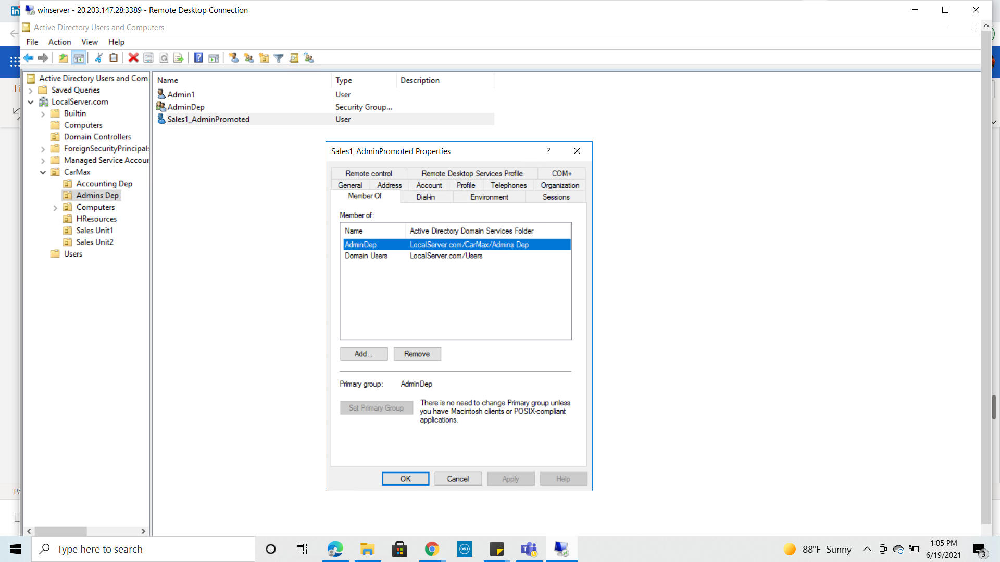 winserver - 20.203.147.28:3389 - Remote Desktop Connection
Active Directory Users and Computers
File Action View Help
Active Directory Users and Com
Saved Queries
LocalServer.com
Builtin
Computers
Domain Controllers
ForeignSecurityPrincipals
Managed Service Accour
CarMax
Accounting Dep
Admins Dep
Computers
HResources
Sales Unit1
Sales Unit2
Users
Name Type Description
Admin1 User
AdminDep Security Group...
Sales1_AdminPromoted User
Sales1_AdminPromoted Properties
Remote control Remote Desktop Services Profile COM+
General Address Account Profile Telephones Organization
Member Of Dial-in Environment Sessions
Member of:
Name Active Directory Domain Services Folder
AdminDep LocalServer.com/CarMax/Admins Dep
Domain Users LocalServer.com/Users
Add... Remove
Primary group: AdminDep
Set Primary Group
There is no need to change Primary group unless
you have Macintosh clients or POSIX-compliant
applications.
OK Cancel Apply Help
Type here to search
DELL
88°F Sunny
1:05 PM
6/19/2021
3